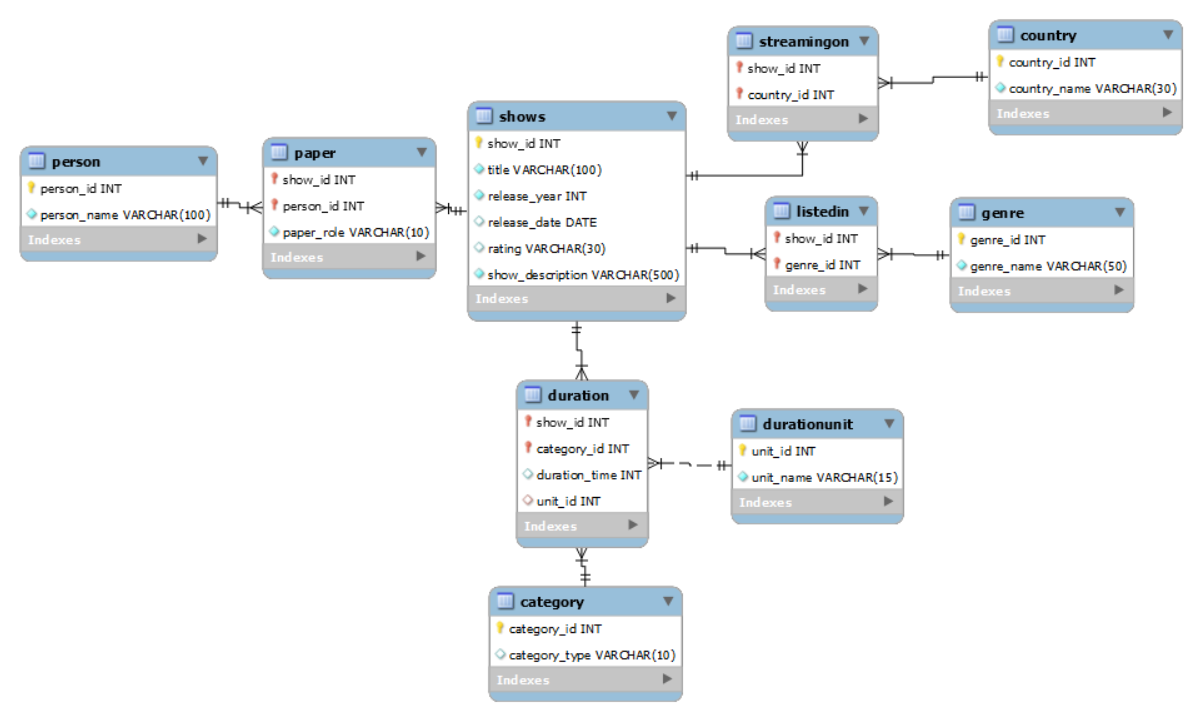 person
person_id INT
person_name VARCHAR(100)
Indexes
paper
show_id INT
person_id INT
paper_role VARCHAR(10)
Indexes
shows
show_id INT
title VARCHAR(100)
release_year INT
release_date DATE
rating VARCHAR(30)
show_description VARCHAR(500)
Indexes
streamingon
show_id INT
country_id INT
Indexes
country
country_id INT
country_name VARCHAR(30)
Indexes
listedin
show_id INT
genre_id INT
Indexes
genre
genre_id INT
genre_name VARCHAR(50)
Indexes
duration
show_id INT
category_id INT
duration_time INT
unit_id INT
Indexes
durationunit
unit_id INT
unit_name VARCHAR(15)
Indexes
category
category_id INT
category_type VARCHAR(10)
Indexes